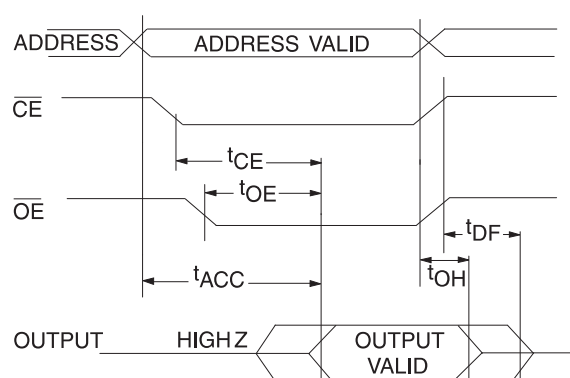 ADDRESS ADDRESS VALID
CE
tCE
tOE
OE
tDF
tACC
tOH
OUTPUT HIGH Z OUTPUT
VALID